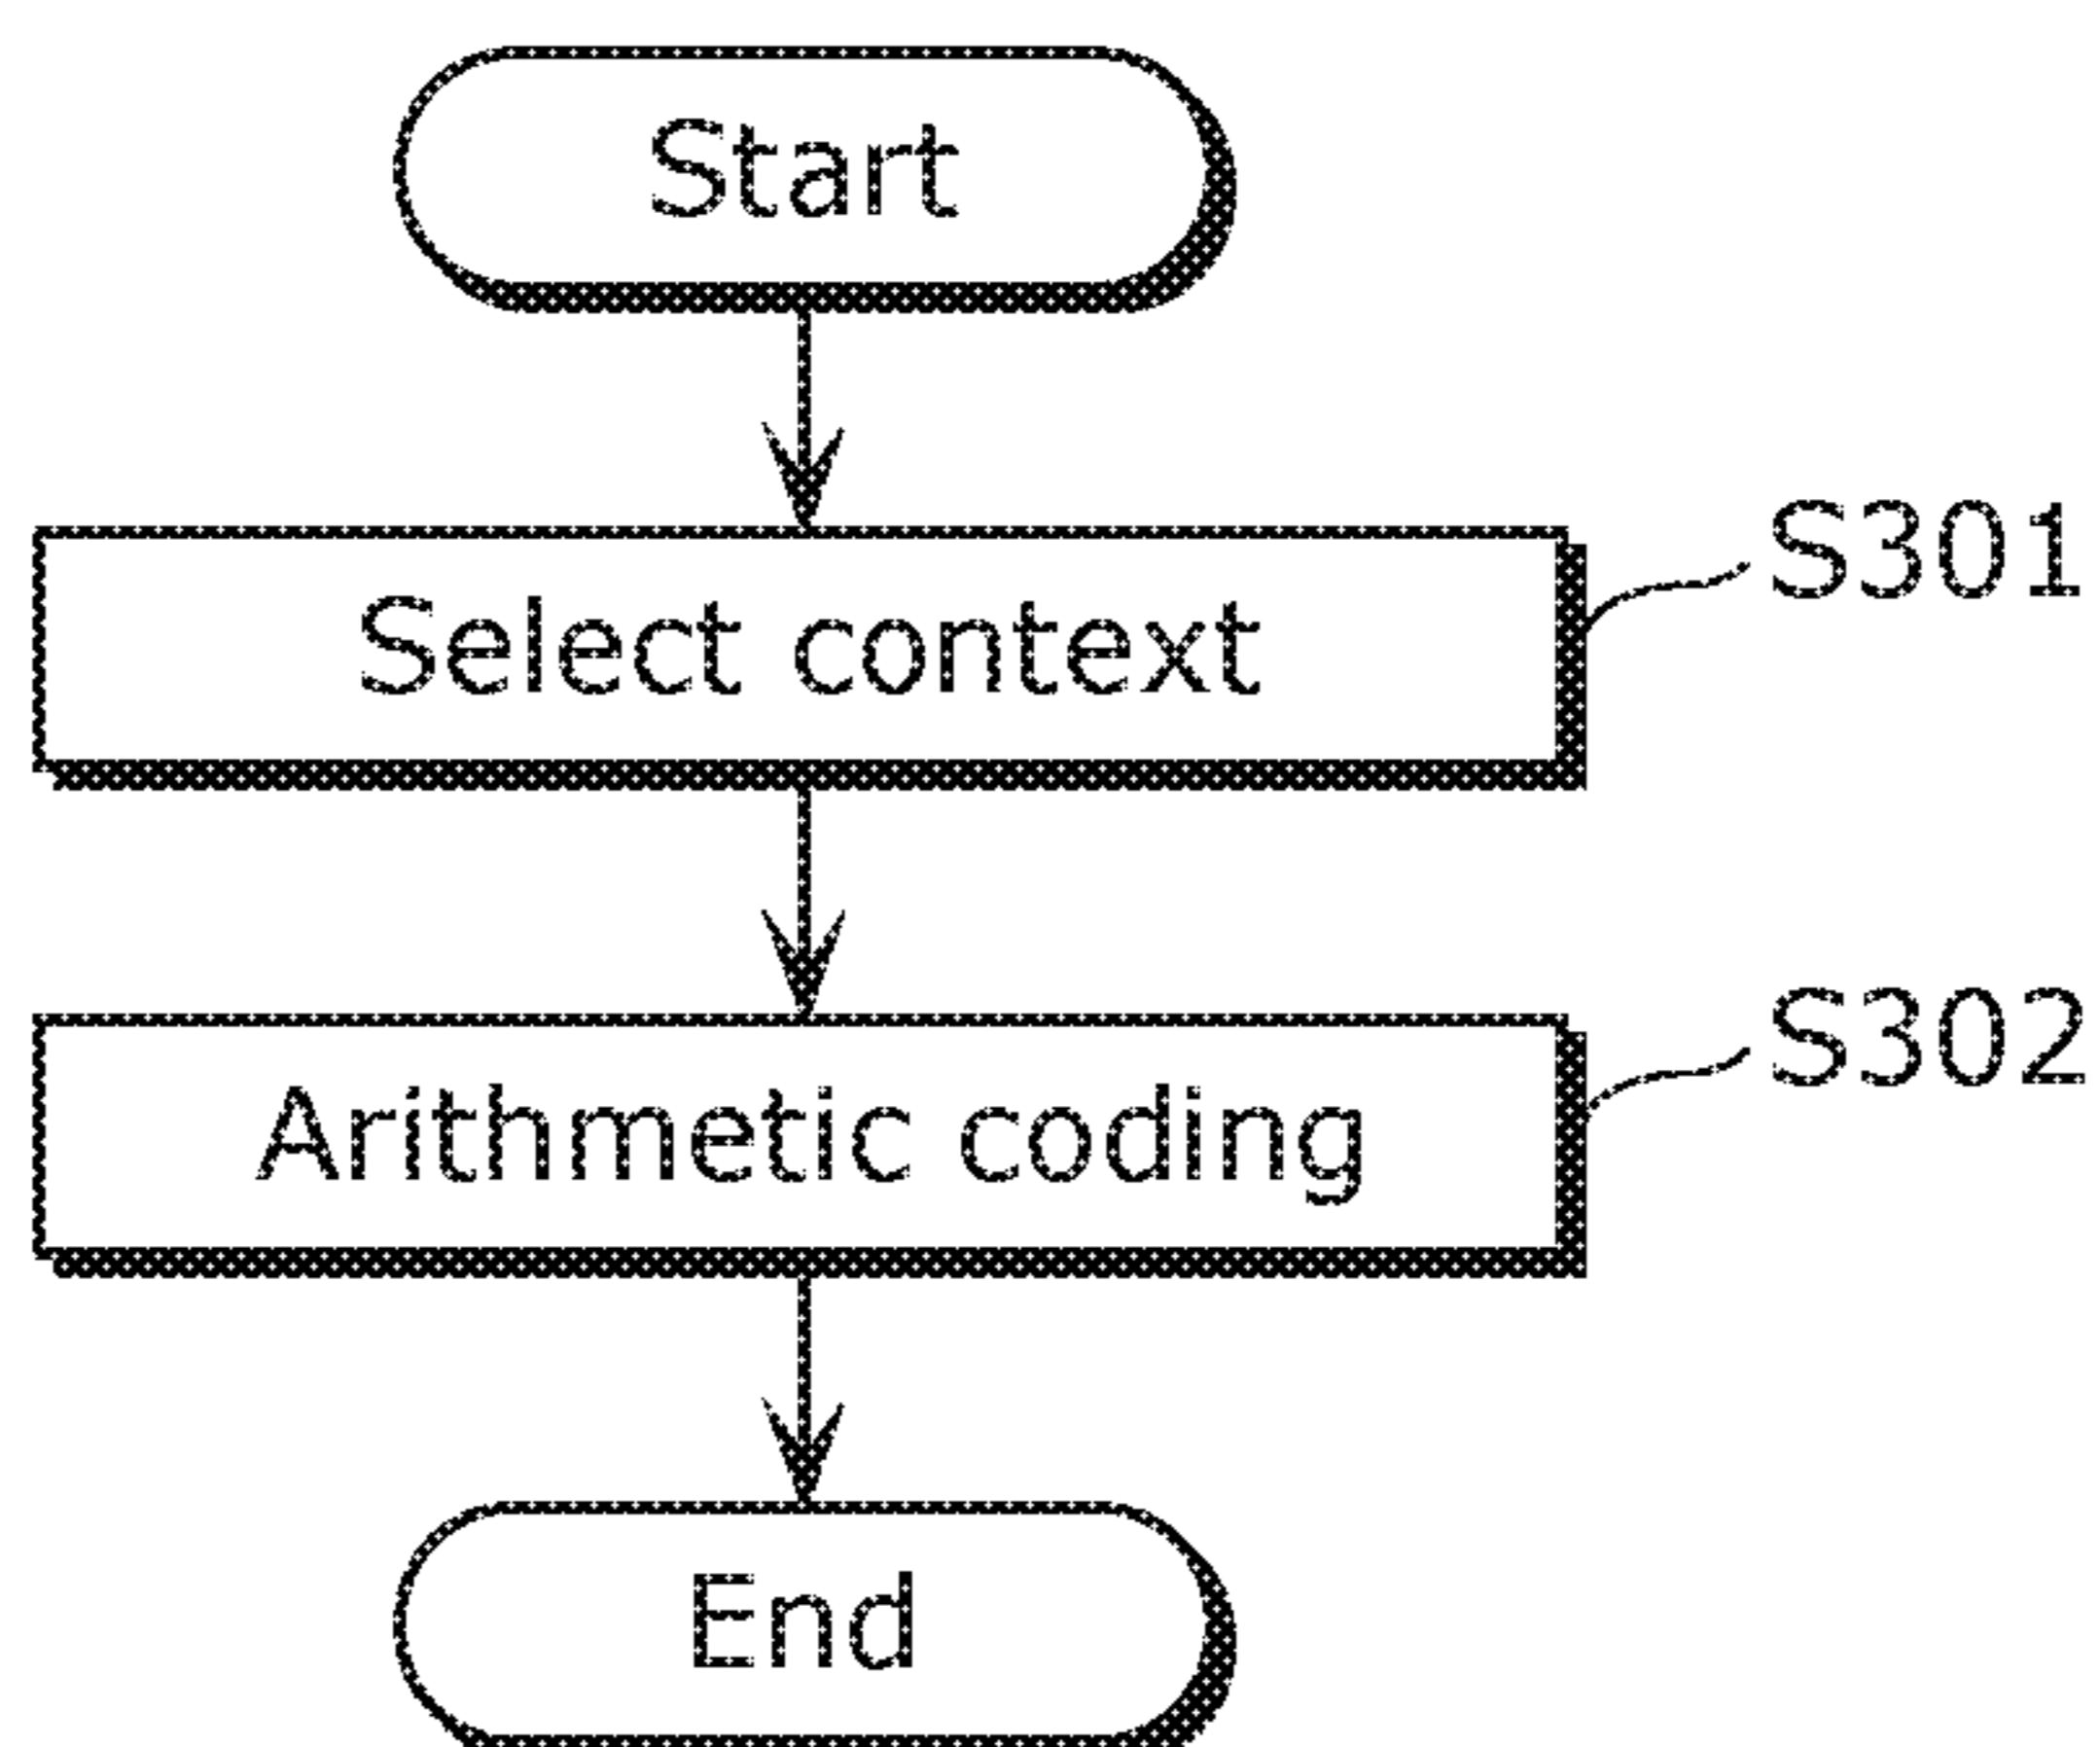 Start
S301
Select context
S302
Arithmetic coding
End